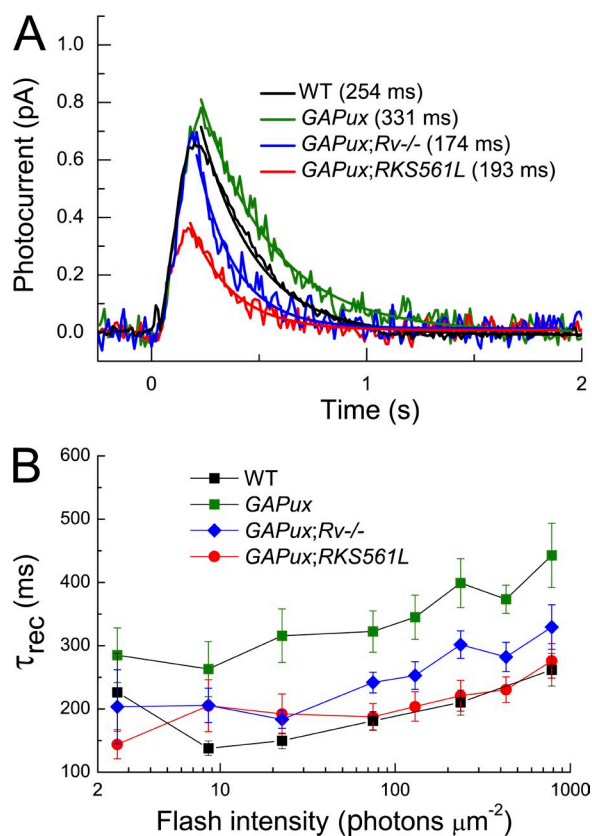 A
Photocurrent (pA)
1.0
0.8
0.6
0.4
0.2
0.0
WT (254 ms)
GAPux (331 ms)
GAPux;Rv-/- (174 ms)
GAPux;RKS561L (193 ms)
0 1 2
Time (s)
B
τrec (ms)
600
500
400
300
200
100
WT
GAPux
GAPux;Rv-/-
GAPux;RKS561L
2 10 100 1000
Flash intensity (photons μm-2)